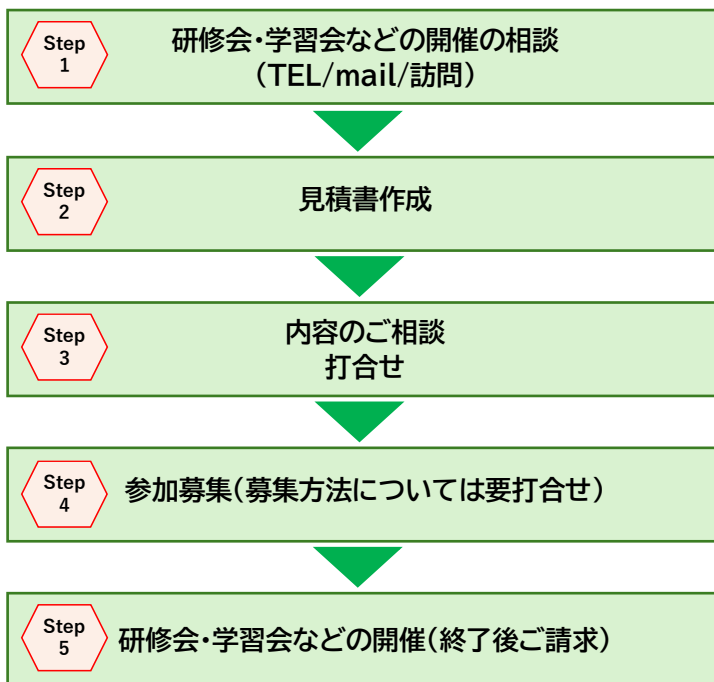 Step
1
研修会・学習会などの開催の相談
(TEL/mail/訪問)
Step
2
見積書作成
Step
3
内容のご相談
打合せ
Step
4
参加募集(募集方法については要打合せ)
Step
5
研修会・学習会などの開催(終了後ご請求)